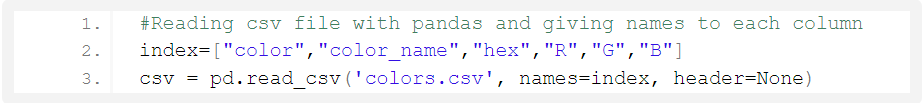 1. #Reading csv file with pandas and giving names to each column
2. index=["color","color_name","hex","R","G","B"]
3. csv = pd.read_csv('colors.csv', names=index, header=None)